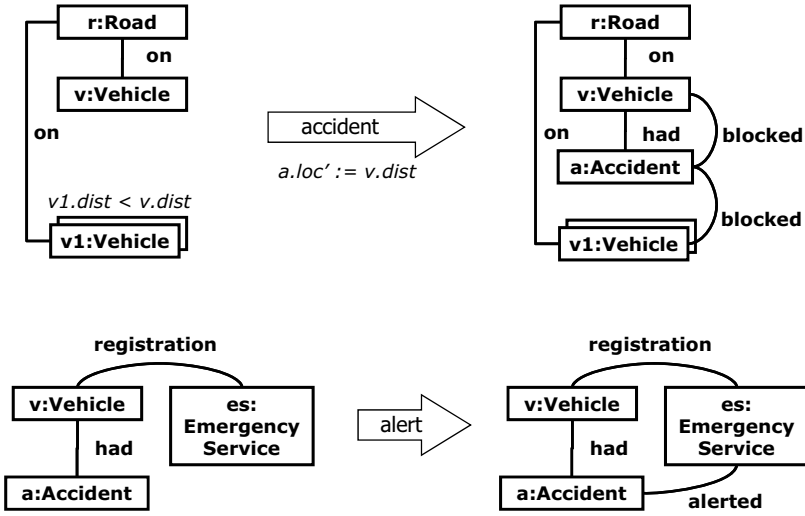 r:Road
on
v:Vehicle
on
v1.dist < v.dist
v1:Vehicle
accident
a.loc’ := v.dist
r:Road
on
v:Vehicle
on
had
blocked
a:Accident
blocked
v1:Vehicle
registration
v:Vehicle
es:
Emergency
Service
had
a:Accident
alert
registration
v:Vehicle
es:
Emergency
Service
had
a:Accident
alerted